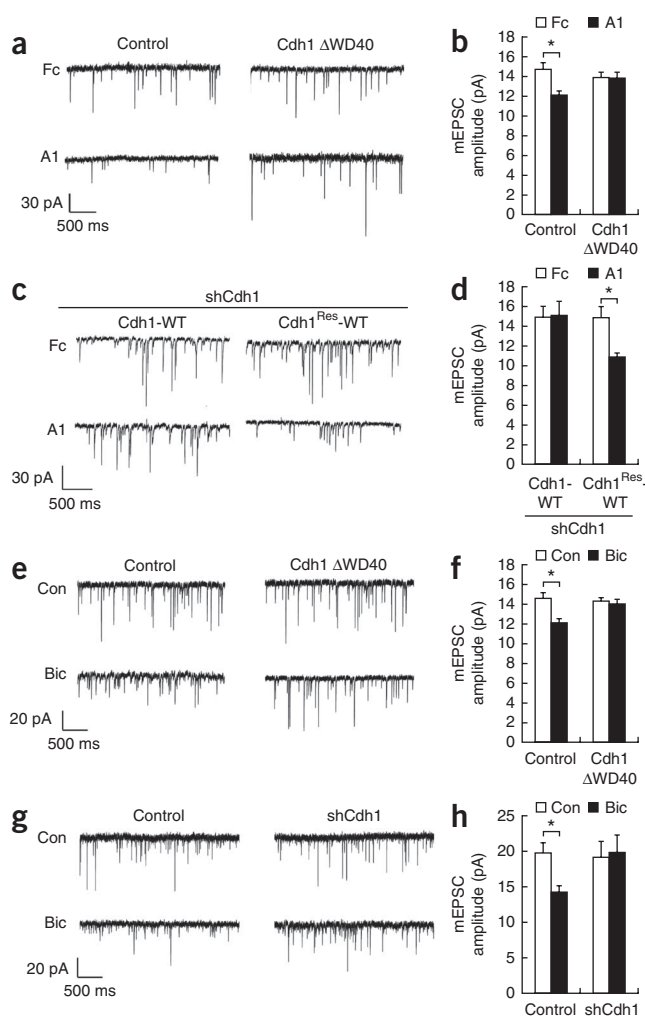 a
Control
Cdh1 ΔWD40
Fc
A1
30 pA
500 ms
b
Fc
A1
mEPSC
amplitude (pA)
18
16
14
12
10
8
6
4
2
0
*
Control
Cdh1
ΔWD40
c
shCdh1
Cdh1-WT
Cdh1Res-WT
Fc
A1
30 pA
500 ms
d
Fc
A1
mEPSC
amplitude (pA)
18
16
14
12
10
8
6
4
2
0
*
Cdh1-
WT
Cdh1Res-
WT
shCdh1
e
Control
Cdh1 ΔWD40
Con
Bic
20 pA
500 ms
f
Con
Bic
mEPSC
amplitude (pA)
18
16
14
12
10
8
6
4
2
0
*
Control
Cdh1
ΔWD40
g
Control
shCdh1
Con
Bic
20 pA
500 ms
h
Con
Bic
mEPSC
amplitude (pA)
25
20
15
10
5
0
*
Control
shCdh1